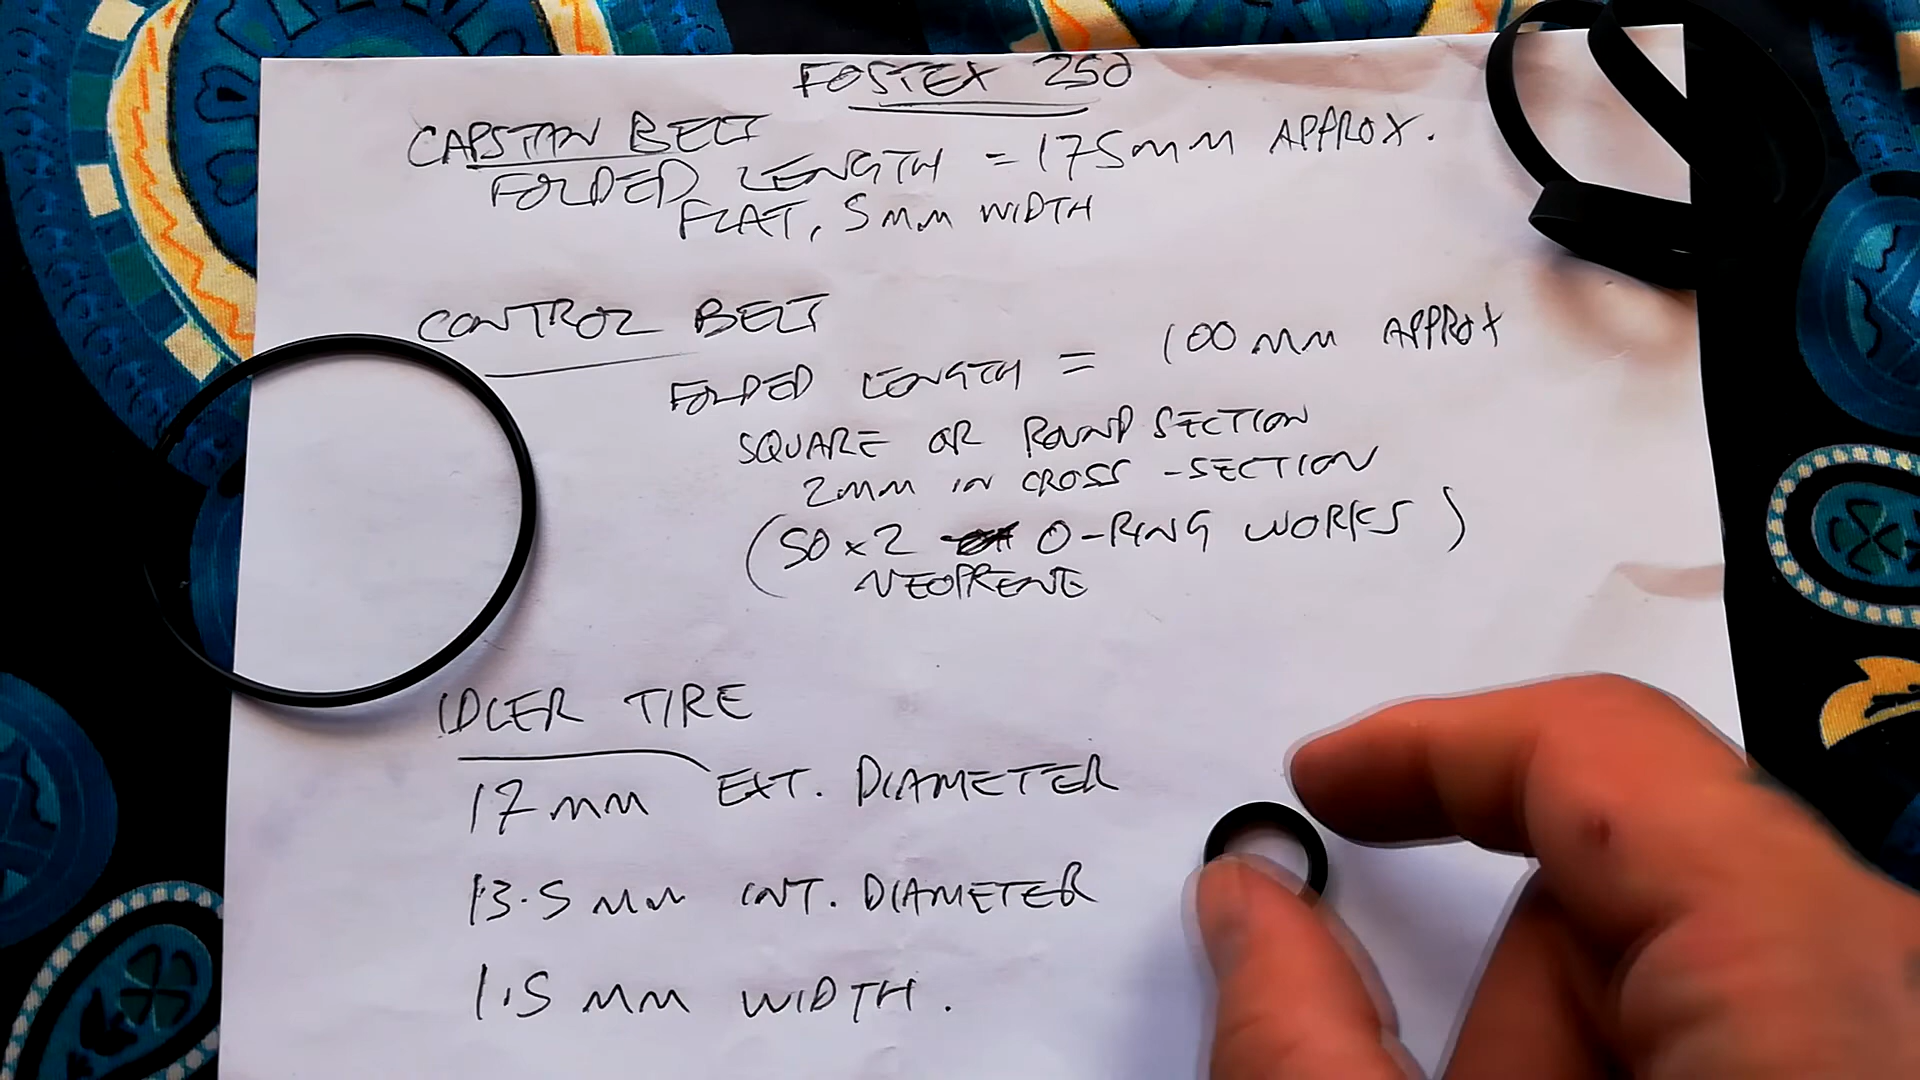 FOSTEX 250
CAPSTAN BELT
FOLDED LENGTH = 175mm APPROX.
FLAT, 5mm WIDTH
CONTROL BELT
FOLDED LENGTH = 100mm APPROX
SQUARE OR ROUND SECTION
2mm IN CROSS-SECTION
(50x2 O-RING WORKS)
NEOPRENE
IDLER TIRE
17mm EXT. DIAMETER
13.5mm INT. DIAMETER
1.5mm WIDTH.